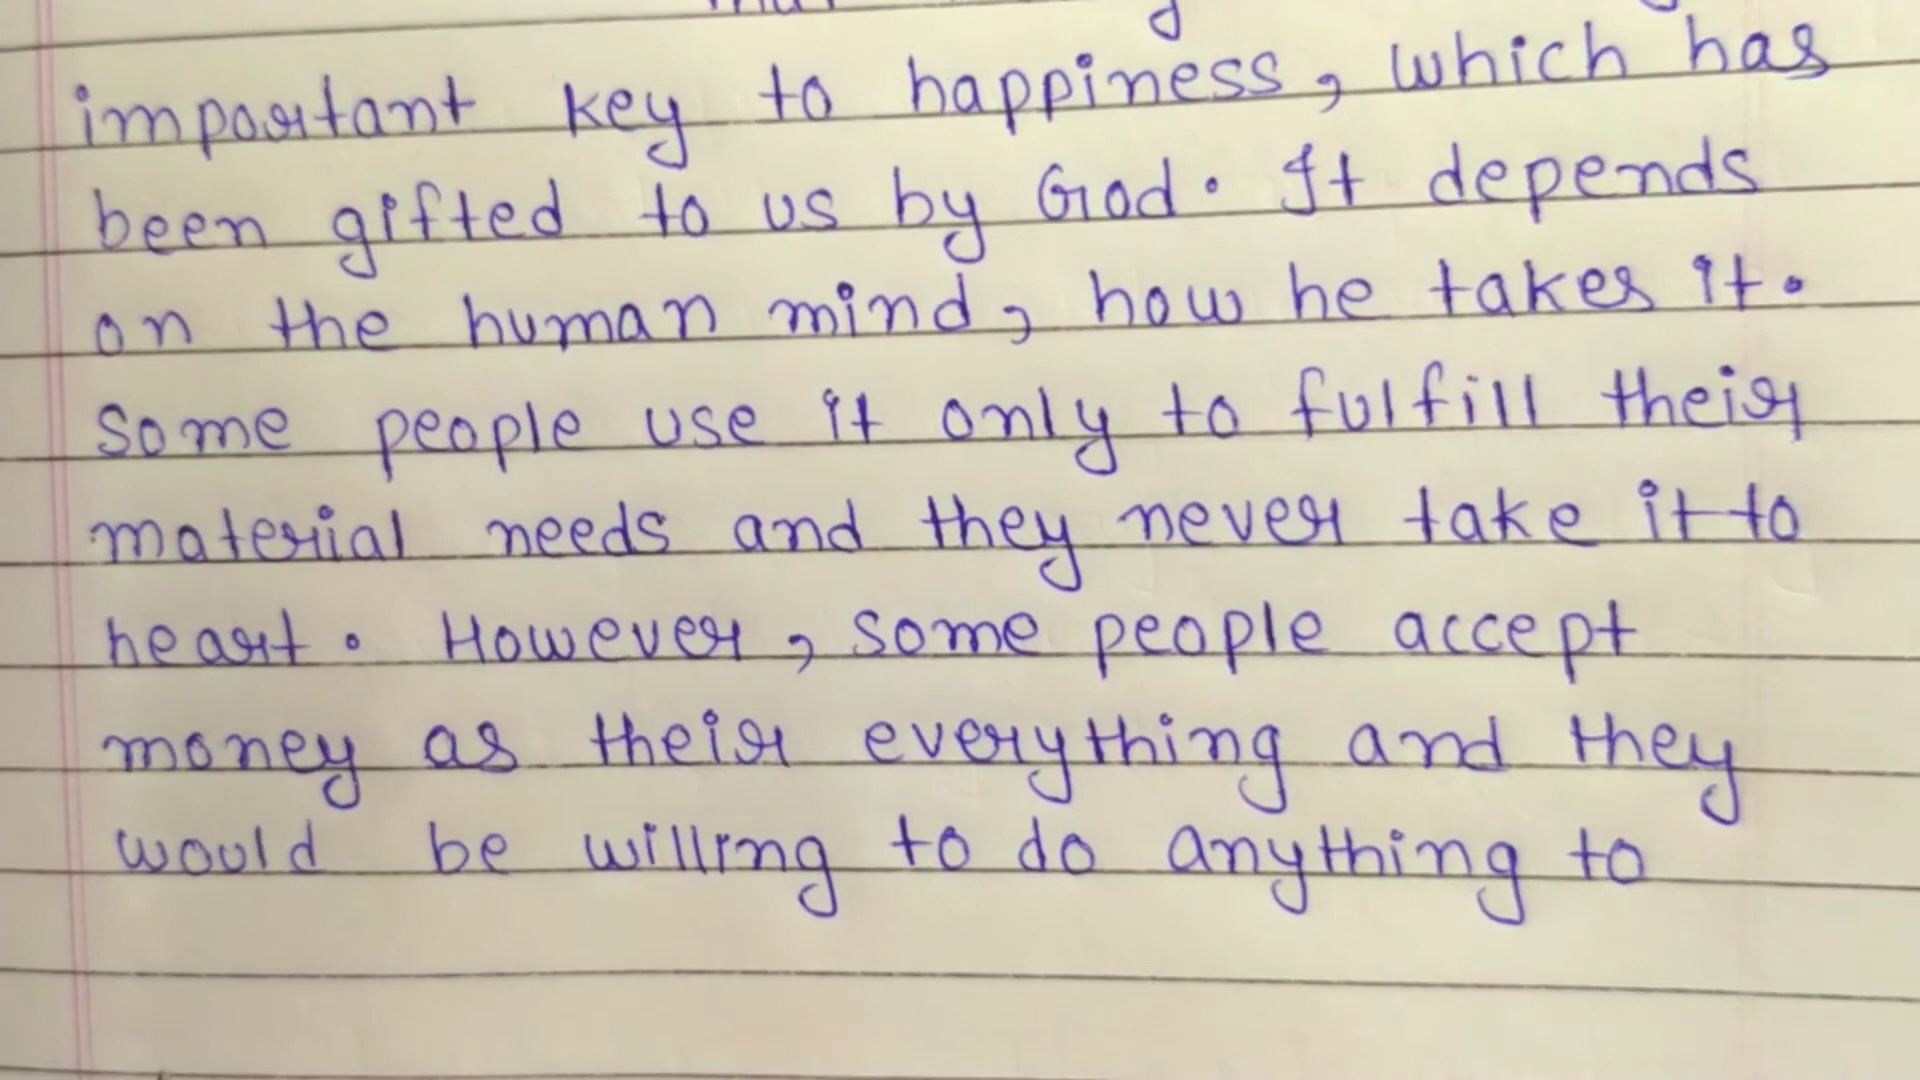 important key to happiness, which has
been gifted to us by God. It depends
on the human mind, how he takes it.
Some people use it only to fulfill their
material needs and they never take it to
heart. However, some people accept
money as their everything and they
would be willing to do anything to